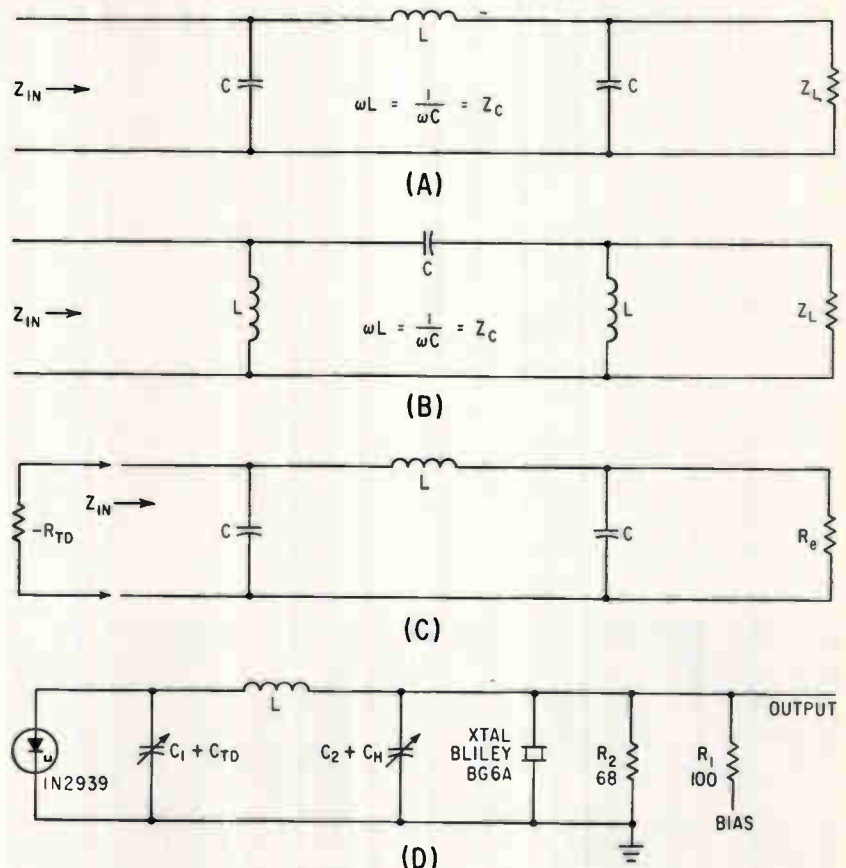 L
Z_IN →
C
ωL = 1/ωC = Z_C
C
Z_L
(A)
C
Z_IN →
L
ωL = 1/ωC = Z_C
L
Z_L
(B)
L
Z_IN →
-R_TD
C
C
R_e
(C)
L
OUTPUT
1N2939
C_1 + C_TD
C_2 + C_H
XTAL
BLILEY
BG6A
R_2
68
R_1
100
BIAS
(D)